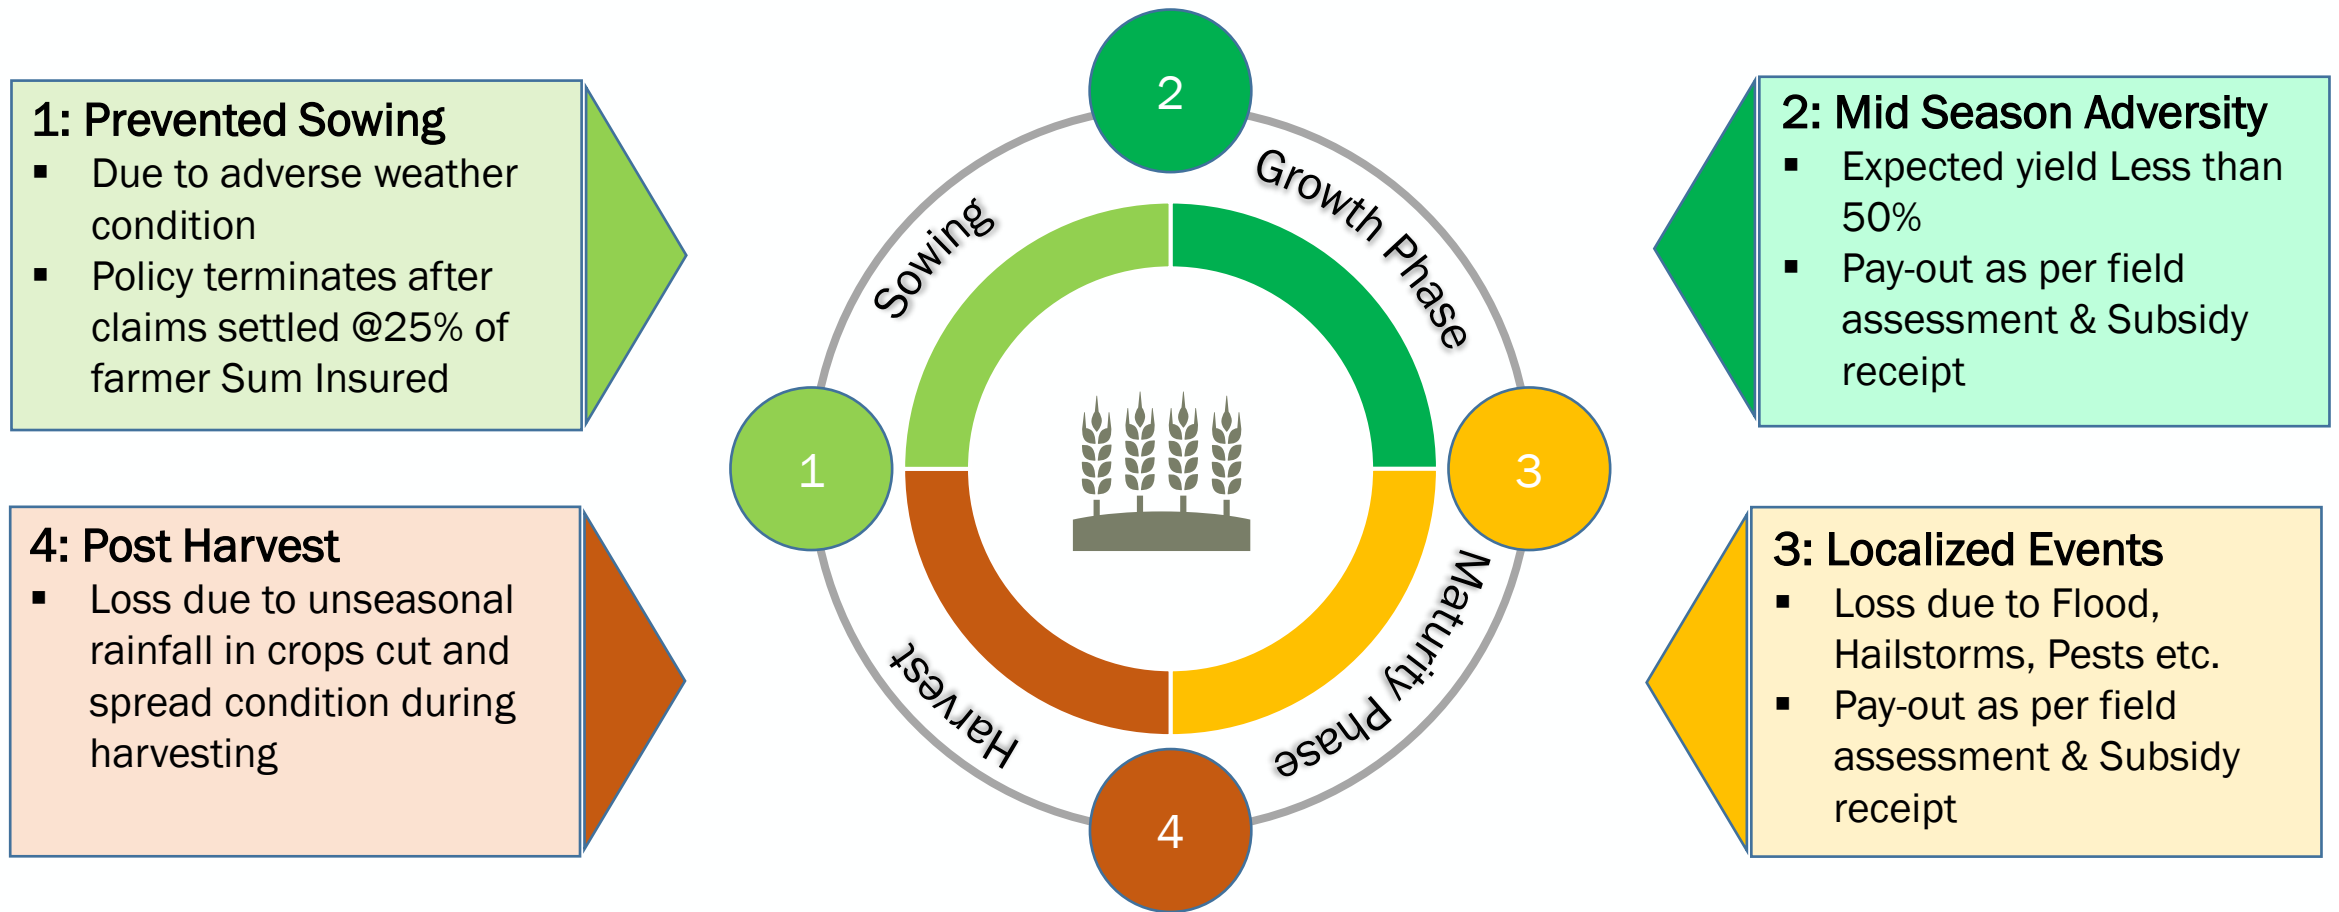 1: Prevented Sowing
▪ Due to adverse weather
condition
▪ Policy terminates after
claims settled @25% of
farmer Sum Insured
2
Sowing
Growth Phase
1
3
Harvest
Maturity Phase
4
2: Mid Season Adversity
▪ Expected yield Less than
50%
▪ Pay-out as per field
assessment & Subsidy
receipt
4: Post Harvest
▪ Loss due to unseasonal
rainfall in crops cut and
spread condition during
harvesting
3: Localized Events
▪ Loss due to Flood,
Hailstorms, Pests etc.
▪ Pay-out as per field
assessment & Subsidy
receipt